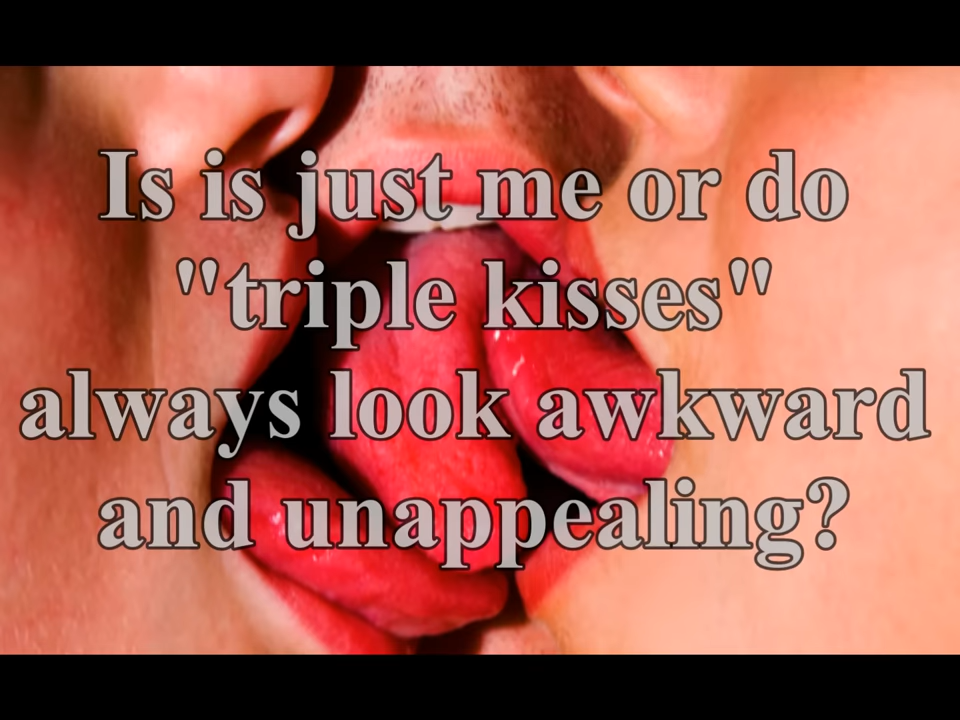 Is is just me or do
"triple kisses"
always look awkward
and unappealing?